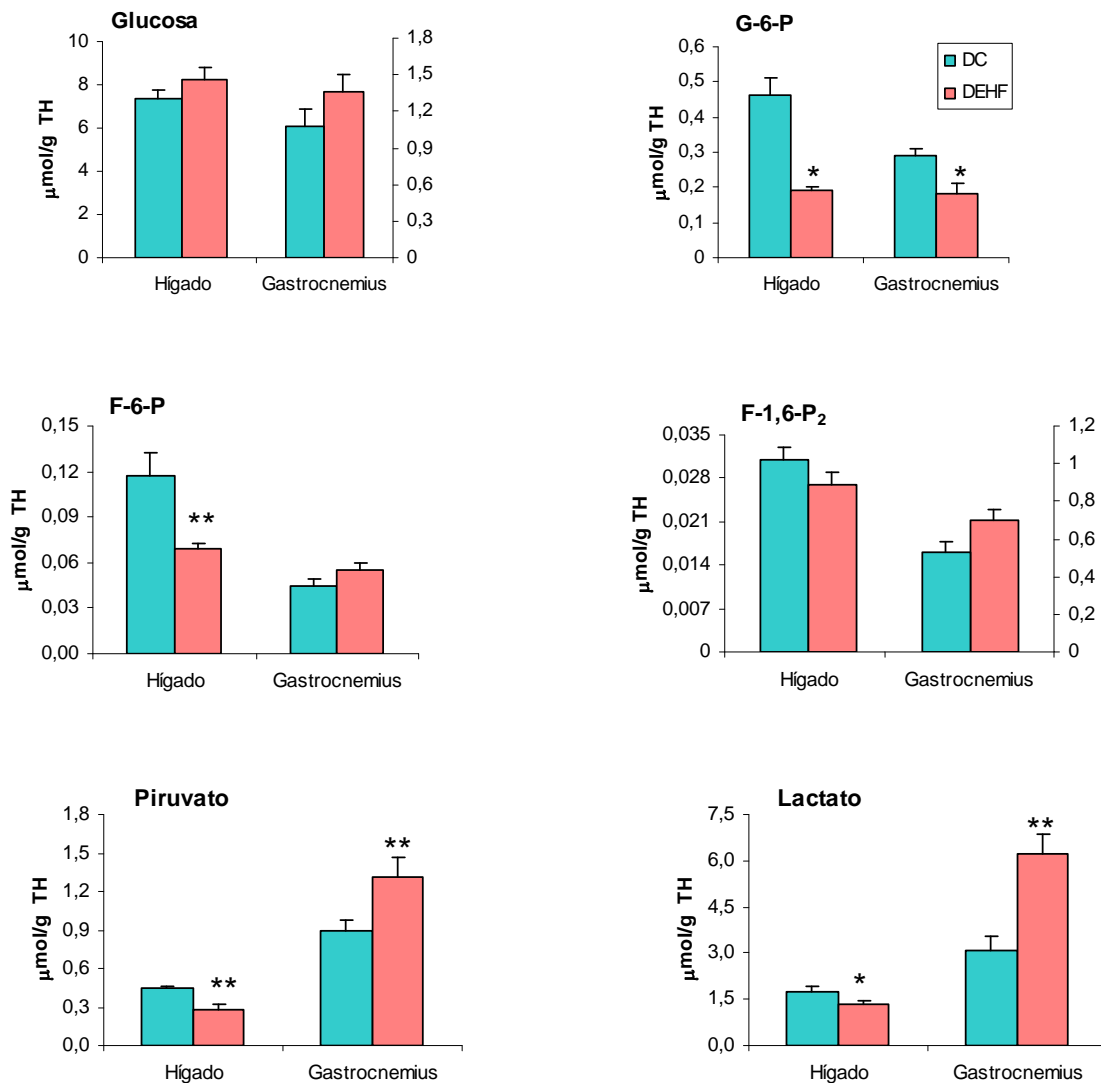 Glucosa
10
8
6
4
2
0
µmol/g TH
1,8
1,5
1,2
0,9
0,6
0,3
0
Hígado Gastrocnemius
G-6-P
0,6
0,5
0,4
0,3
0,2
0,1
0
µmol/g TH
DC
DEHF
* *
Hígado Gastrocnemius
F-6-P
0,15
0,12
0,09
0,06
0,03
0,00
µmol/g TH
**
Hígado Gastrocnemius
F-1,6-P₂
0,035
0,028
0,021
0,014
0,007
0
µmol/g TH
1,2
1
0,8
0,6
0,4
0,2
0
Hígado Gastrocnemius
Piruvato
1,8
1,5
1,2
0,9
0,6
0,3
0,0
µmol/g TH
** **
Hígado Gastrocnemius
Lactato
7,5
6,0
4,5
3,0
1,5
0,0
µmol/g TH
* **
Hígado Gastrocnemius